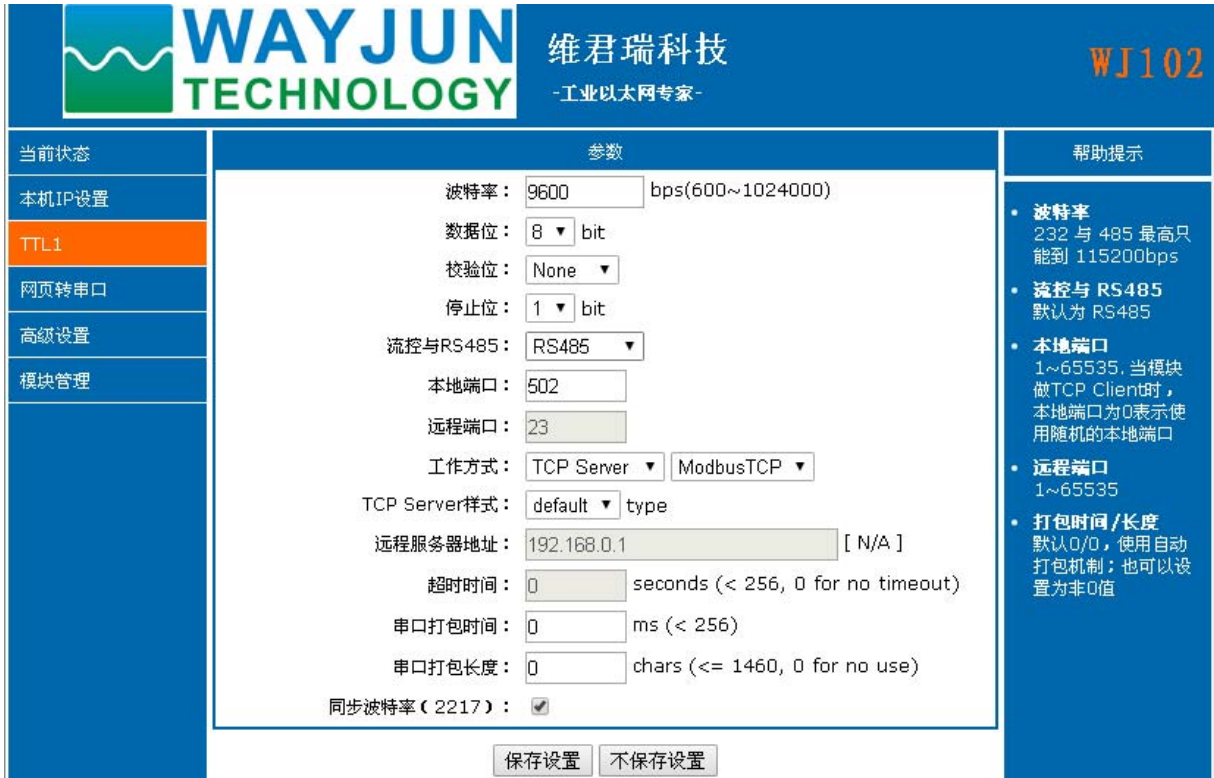 WAYJUN
TECHNOLOGY
维君瑞科技
-工业以太网专家-
WJ102
当前状态
本机IP设置
TTL1
网页转串口
高级设置
模块管理
参数
波特率： 9600 bps(600~1024000)
数据位： 8 bit
校验位： None
停止位： 1 bit
流控与RS485： RS485
本地端口： 502
远程端口： 23
工作方式： TCP Server ModbusTCP
TCP Server样式： default type
远程服务器地址： 192.168.0.1 [ N/A ]
超时时间： 0 seconds (< 256, 0 for no timeout)
串口打包时间： 0 ms (< 256)
串口打包长度： 0 chars (<= 1460, 0 for no use)
同步波特率(2217)：
保存设置 不保存设置
帮助提示
• 波特率
232 与 485 最高只
能到 115200bps
• 流控与 RS485
默认为 RS485
• 本地端口
1~65535. 当模块
做TCP Client时，
本地端口为0表示使
用随机的本地端口
• 远程端口
1~65535
• 打包时间/长度
默认0/0，使用自动
打包机制；也可以设
置为非0值